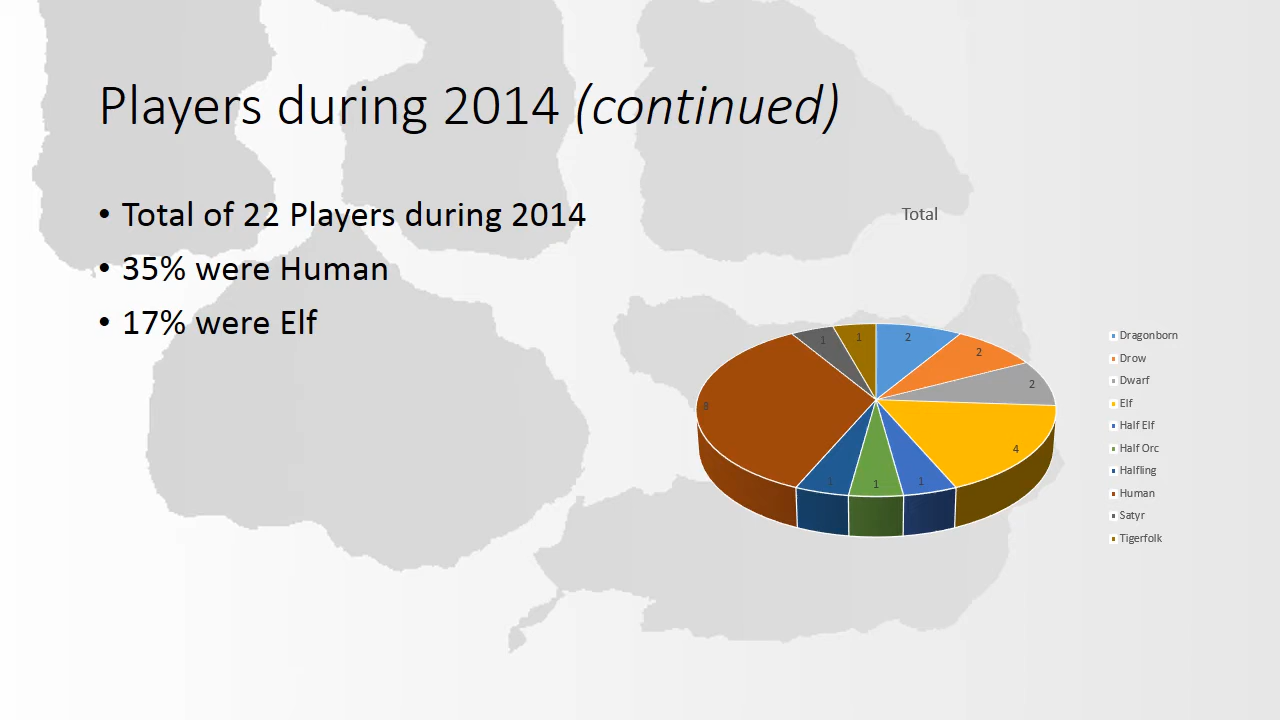 Players during 2014 (continued)
• Total of 22 Players during 2014
• 35% were Human
• 17% were Elf
Total
1
1
2
2
2
4
1
1
1
8
Dragonborn
Drow
Dwarf
Elf
Half Elf
Half Orc
Halfling
Human
Satyr
Tigerfolk